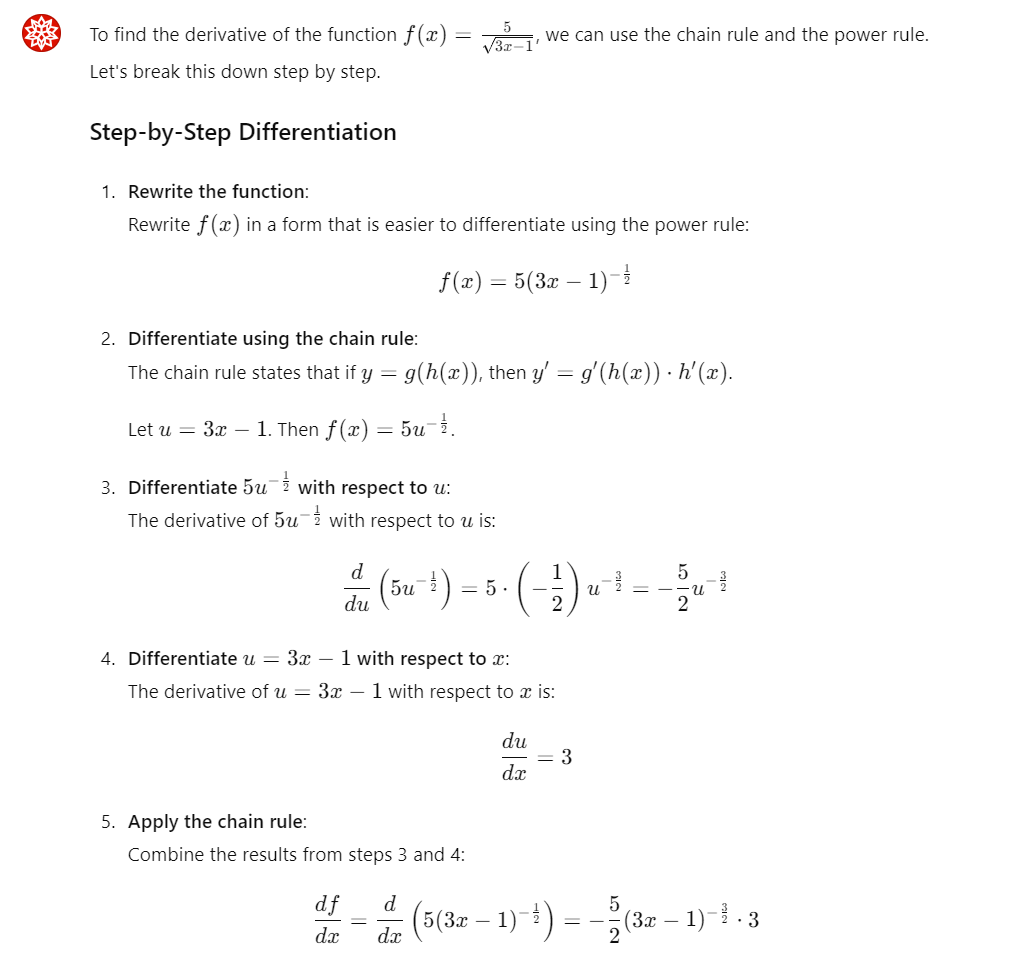 To find the derivative of the function f(x) = \frac{5}{\sqrt{3x-1}}, we can use the chain rule and the power rule.
Let's break this down step by step.
Step-by-Step Differentiation
1. Rewrite the function:
Rewrite f(x) in a form that is easier to differentiate using the power rule:
f(x) = 5(3x − 1)^{-\frac{1}{2}}
2. Differentiate using the chain rule:
The chain rule states that if y = g(h(x)), then y′ = g′(h(x)) · h′(x).
Let u = 3x − 1. Then f(x) = 5u^{-\frac{1}{2}}.
3. Differentiate 5u^{-\frac{1}{2}} with respect to u:
The derivative of 5u^{-\frac{1}{2}} with respect to u is:
\frac{d}{du} \left(5u^{-\frac{1}{2}}\right) = 5 · \left(-\frac{1}{2}\right) u^{-\frac{3}{2}} = -\frac{5}{2}u^{-\frac{3}{2}}
4. Differentiate u = 3x − 1 with respect to x:
The derivative of u = 3x − 1 with respect to x is:
\frac{du}{dx} = 3
5. Apply the chain rule:
Combine the results from steps 3 and 4:
\frac{df}{dx} = \frac{d}{dx} \left(5(3x − 1)^{-\frac{1}{2}}\right) = -\frac{5}{2}(3x − 1)^{-\frac{3}{2}} · 3